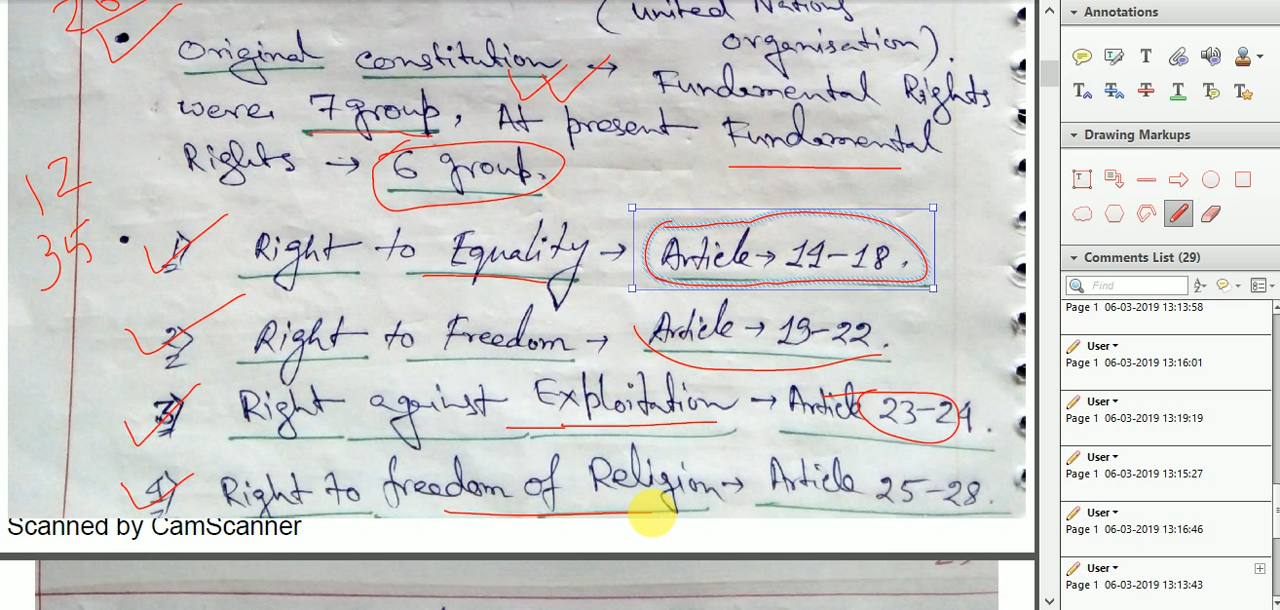 (United Nations
organisation).
Original constitution → Fundamental Rights
were 7 group, At present Fundamental
Rights → 6 group.
12
35
1) Right to Equality → Article → 14-18.
2) Right to Freedom → Article → 19-22.
3) Right against Exploitation → Article 23-24.
4) Right to freedom of Religion → Article 25-28.
Scanned by CamScanner
Annotations
T
Drawing Markups
Comments List (29)
Find
Page 1 06-03-2019 13:13:58
User
Page 1 06-03-2019 13:16:01
User
Page 1 06-03-2019 13:19:19
User
Page 1 06-03-2019 13:15:27
User
Page 1 06-03-2019 13:16:46
User
Page 1 06-03-2019 13:13:43